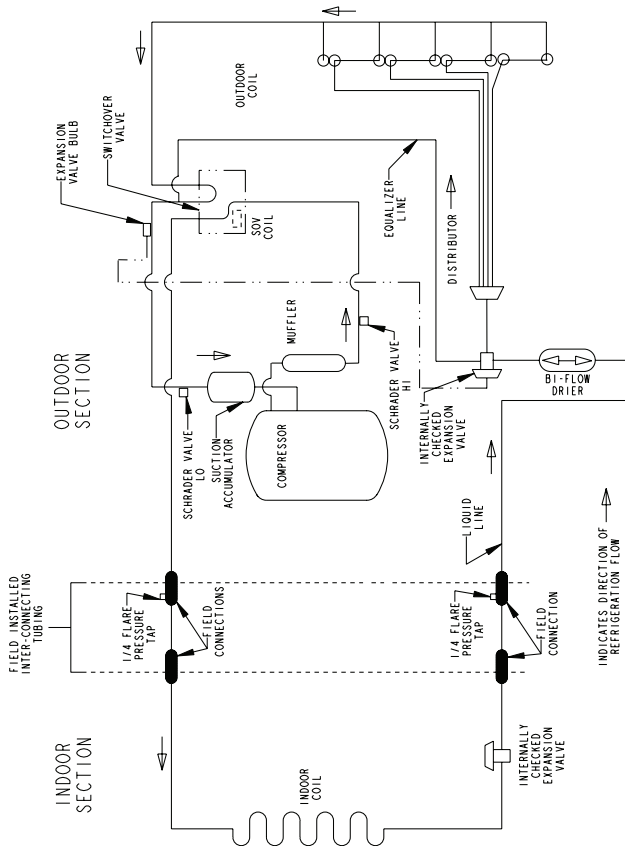 OUTDOOR
SECTION
EXPANSION
VALVE BULB
SWITCHOVER
VALVE
SOV
COIL
OUTDOOR
COIL
SCHRADER VALVE
LO
SUCTION
ACCUMULATOR
COMPRESSOR
MUFFLER
SCHRADER VALVE
HI
EQUALIZER
LINE
DISTRIBUTOR
INTERNALLY
CHECKED
EXPANSION
VALVE
BI-FLOW
DRIER
LIQUID
LINE
FIELD INSTALLED
INTER-CONNECTING
TUBING
1/4 FLARE
PRESSURE
TAP
FIELD
CONNECTIONS
1/4 FLARE
PRESSURE
TAP
FIELD
CONNECTION
INDICATES DIRECTION OF
REFRIGERATION FLOW
INDOOR
SECTION
INDOOR
COIL
INTERNALLY
CHECKED
EXPANSION
VALVE